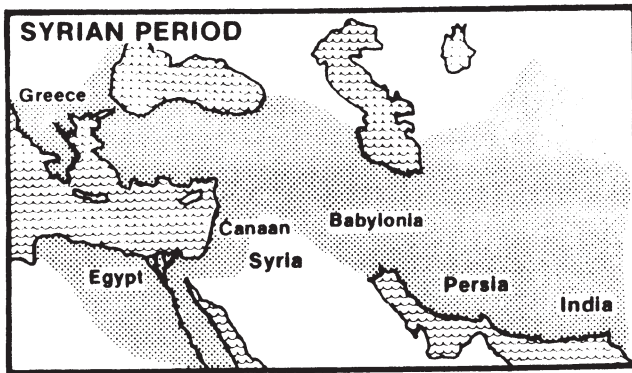 SYRIAN PERIOD
Greece
Canaan
Babylonia
Egypt
Syria
Persia
India